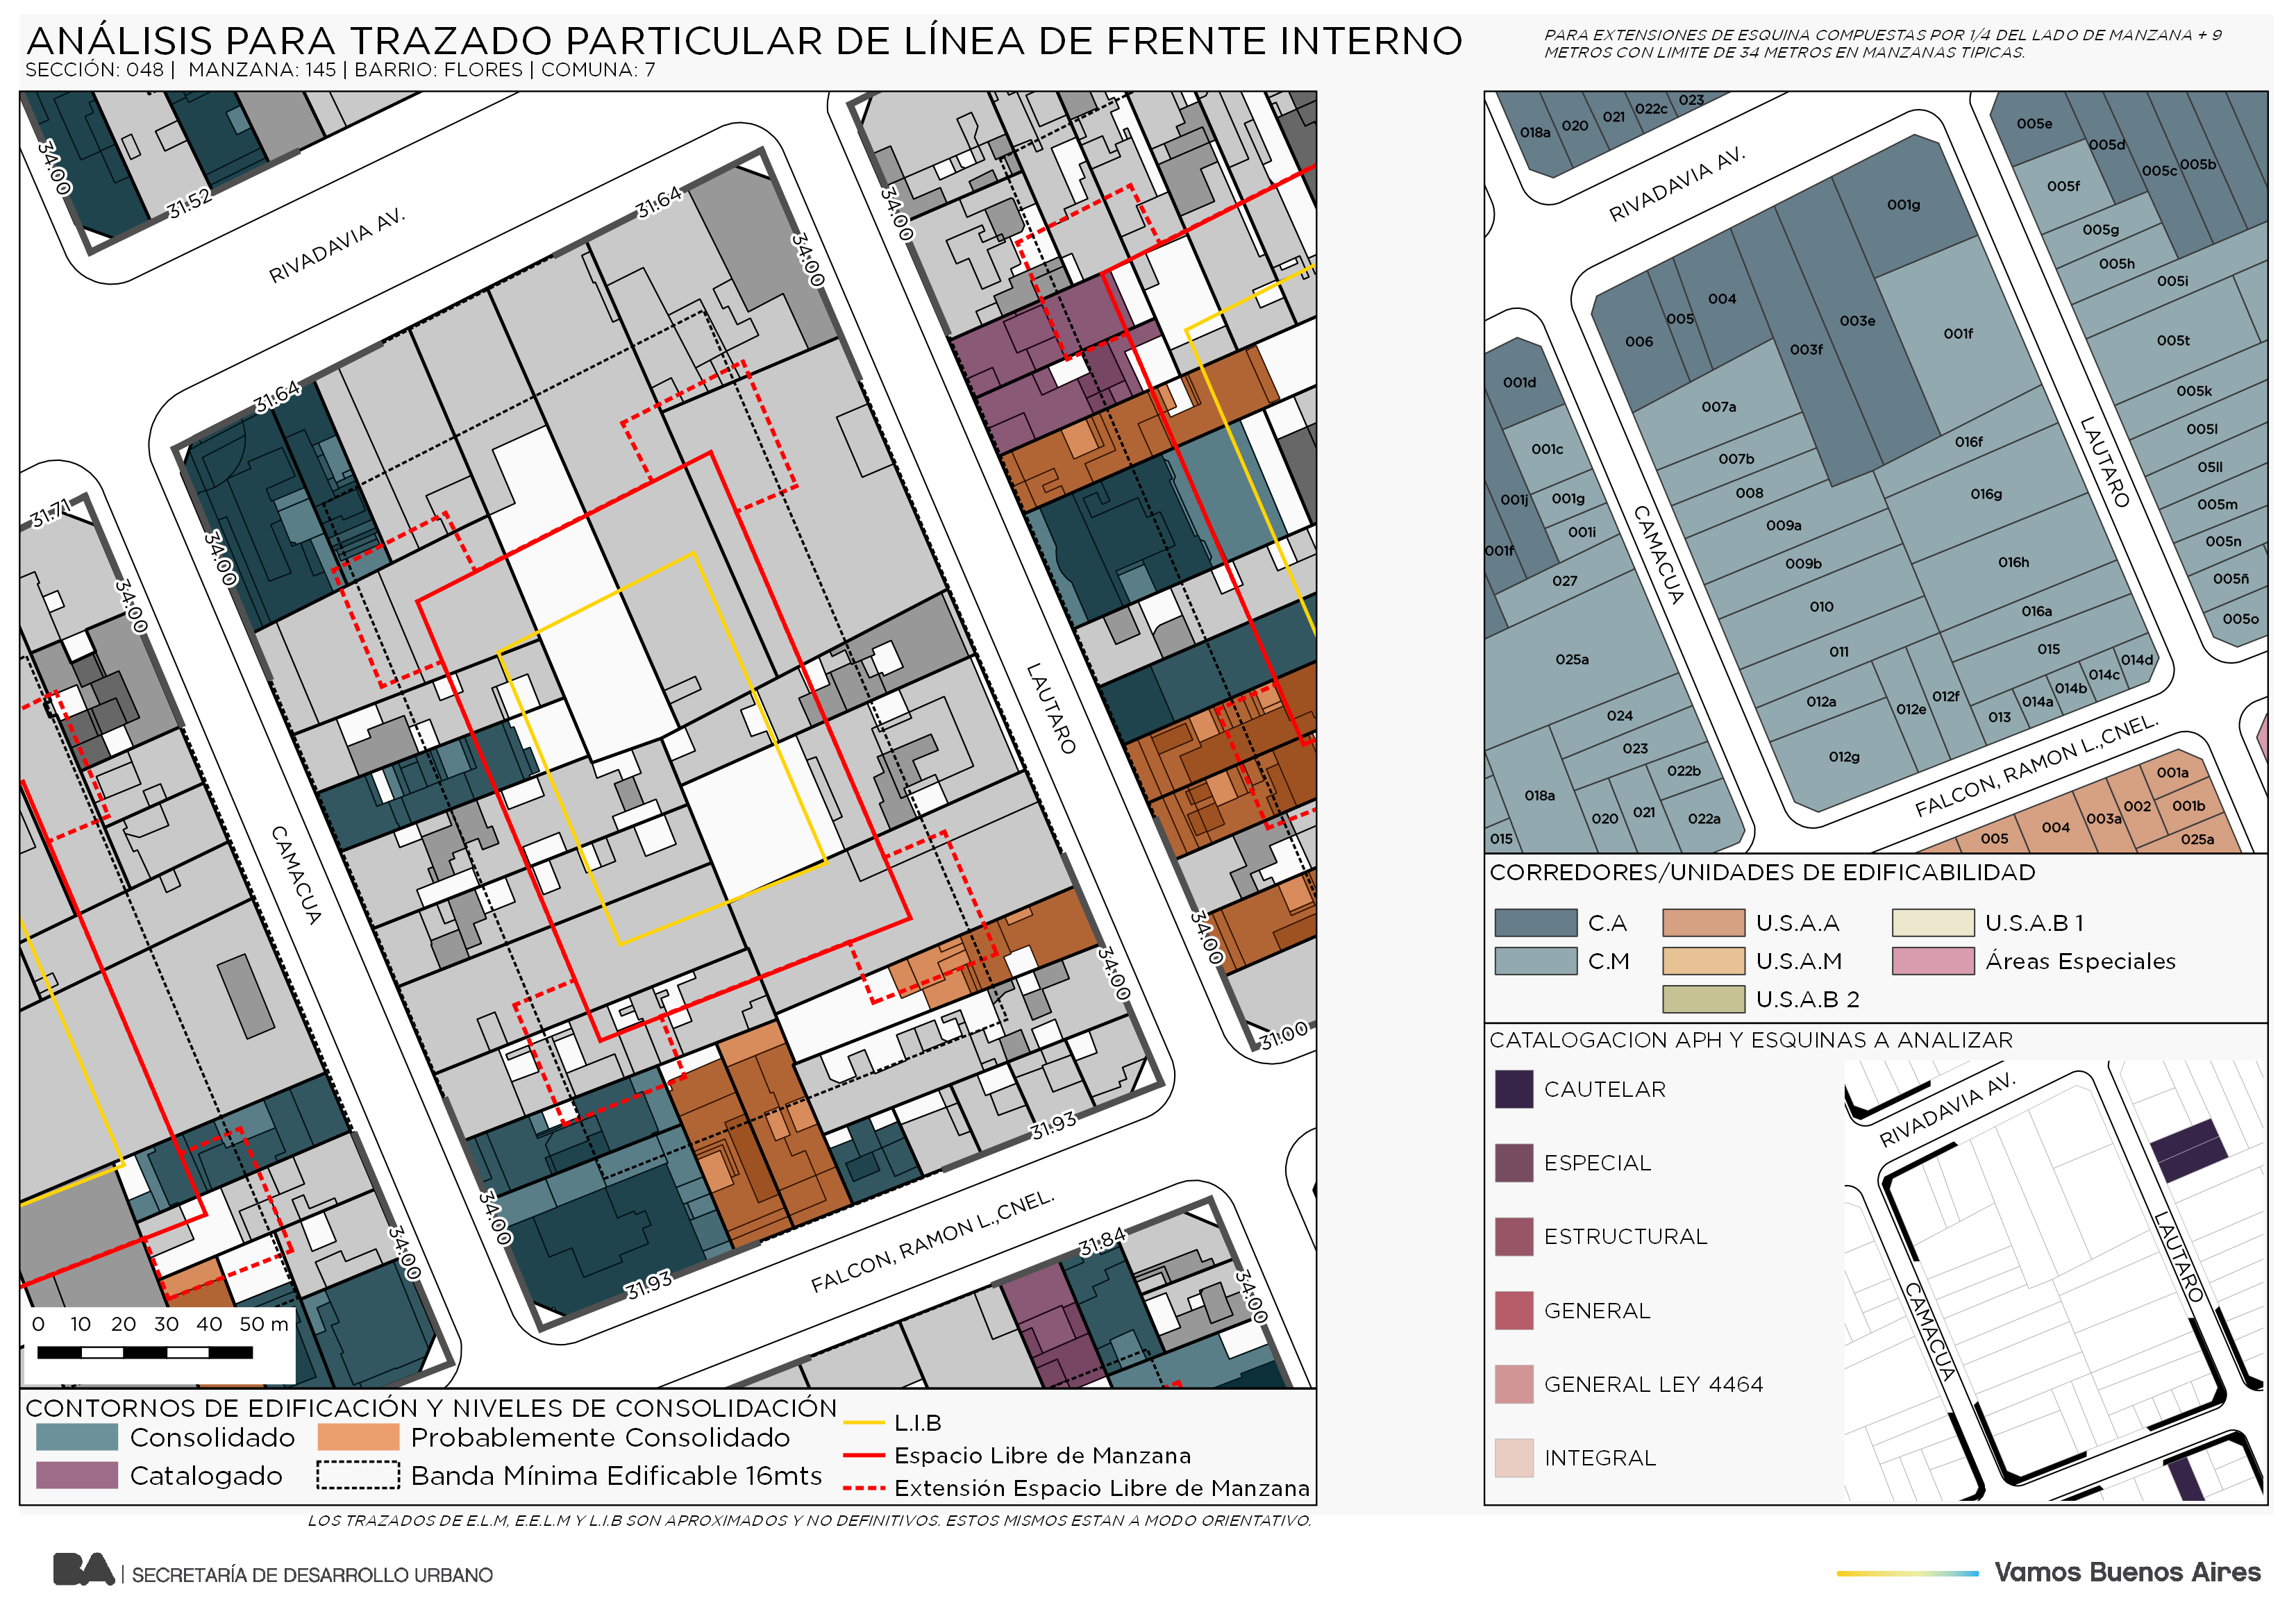 ANÁLISIS PARA TRAZADO PARTICULAR DE LÍNEA DE FRENTE INTERNO
SECCIÓN: 048 | MANZANA: 145 | BARRIO: FLORES | COMUNA: 7
PARA EXTENSIONES DE ESQUINA COMPUESTAS POR 1/4 DEL LADO DE MANZANA + 9
METROS CON LIMITE DE 34 METROS EN MANZANAS TIPICAS.
34.00
31.52
RIVADAVIA AV.
31.64
34.00
34.00
31.64
34.00
31.71
34.00
LAUTARO
CAMACUA
34.00
34.00
31.00
31.93
34.00
31.93
FALCON, RAMON L.,CNEL.
31.84
34.00
34.00
0 10 20 30 40 50 m
CONTORNOS DE EDIFICACIÓN Y NIVELES DE CONSOLIDACIÓN
Consolidado
Probablemente Consolidado
Catalogado
Banda Mínima Edificable 16mts
L.I.B
Espacio Libre de Manzana
Extensión Espacio Libre de Manzana
LOS TRAZADOS DE E.L.M, E.E.L.M Y L.I.B SON APROXIMADOS Y NO DEFINITIVOS. ESTOS MISMOS ESTAN A MODO ORIENTATIVO.
018a 020 021 022c 023
RIVADAVIA AV.
005e 005d 005c 005b
005f
005g
005h
005i
005t
005k
005l
05ll
005m
005n
005ñ
005o
001g
003e
001f
003f
004
005
006
007a
007b
008
009a
009b
010
011
012a
012g
012e
012f
016f
016g
016h
016a
015
013
014a
014b
014c
014d
001d
001c
001j
001g
001i
001f
027
025a
024
023
022b
022a
021
020
018a
015
CAMACUA
LAUTARO
FALCON, RAMON L.,CNEL.
005
004
003a
002
001a
001b
025a
CORREDORES/UNIDADES DE EDIFICABILIDAD
C.A
U.S.A.A
U.S.A.B 1
C.M
U.S.A.M
Áreas Especiales
U.S.A.B 2
CATALOGACION APH Y ESQUINAS A ANALIZAR
CAUTELAR
ESPECIAL
ESTRUCTURAL
GENERAL
GENERAL LEY 4464
INTEGRAL
RIVADAVIA AV.
LAUTARO
CAMACUA
BA | SECRETARÍA DE DESARROLLO URBANO
Vamos Buenos Aires